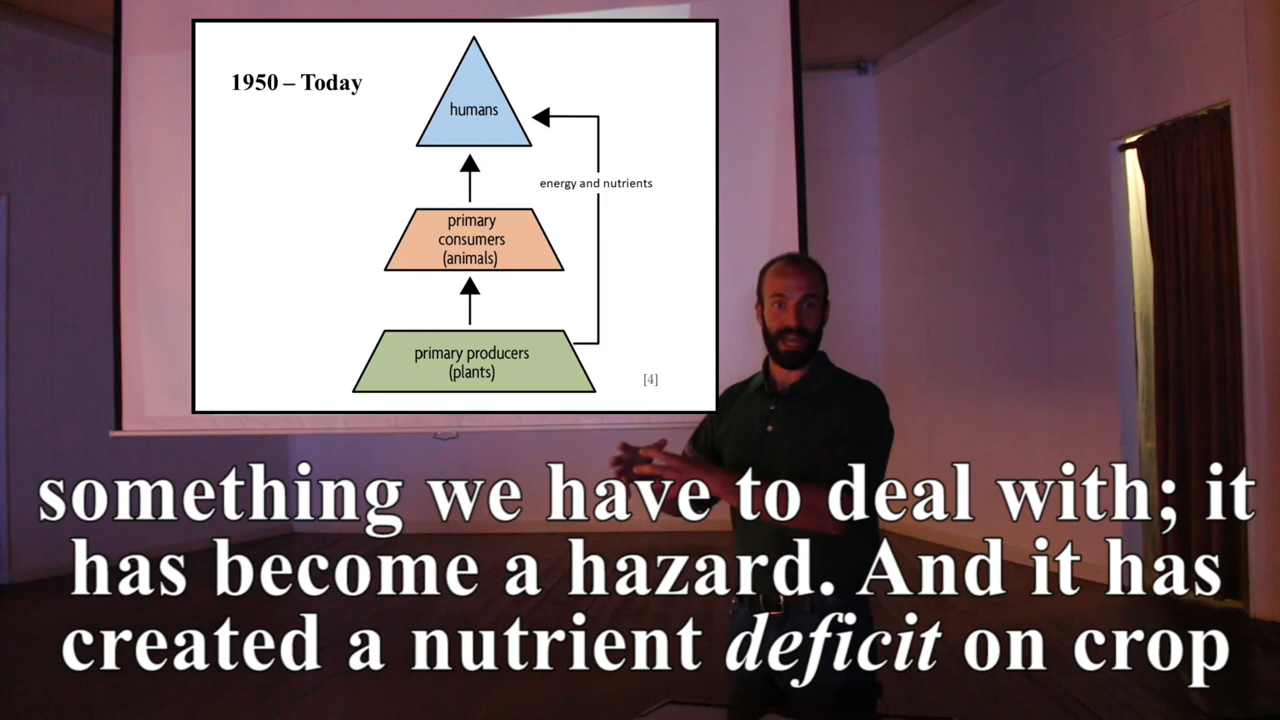 1950 – Today
humans
energy and nutrients
primary
consumers
(animals)
primary producers
(plants)
[4]
something we have to deal with; it
has become a hazard. And it has
created a nutrient deficit on crop